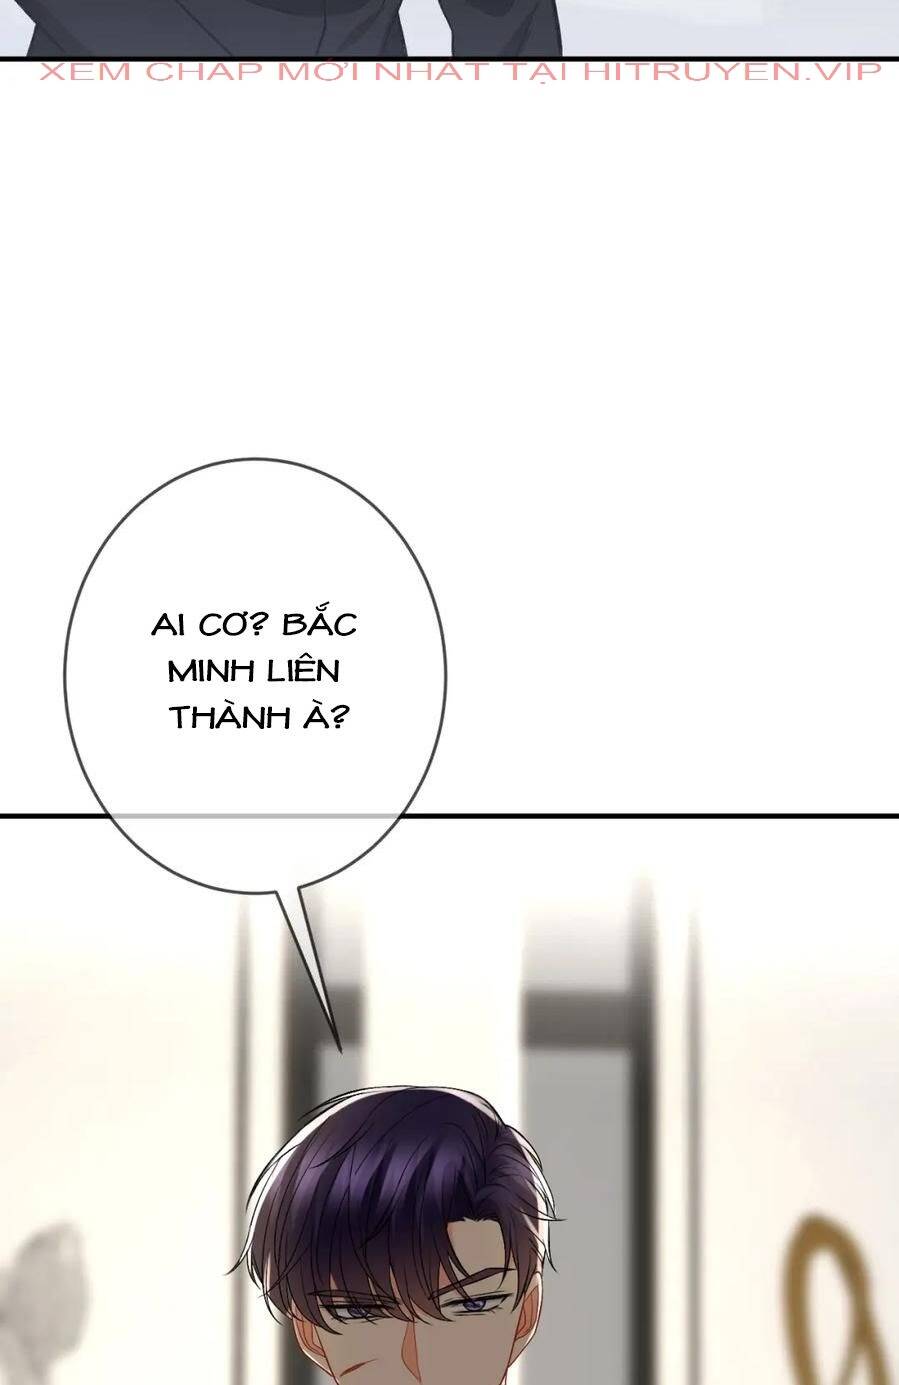 XEM CHAP MỚI NHẤT TẠI HITRUYEN.VIP
AI CƠ? BẮC
MINH LIÊN
THÀNH À?